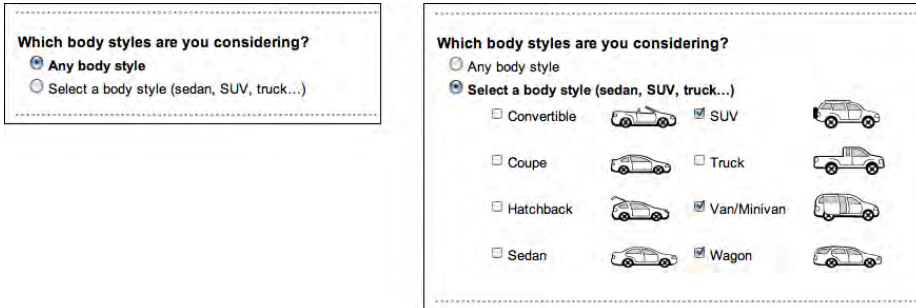 Which body styles are you considering?
Any body style
Select a body style (sedan, SUV, truck...)
Which body styles are you considering?
Any body style
Select a body style (sedan, SUV, truck...)
Convertible SUV
Coupe Truck
Hatchback Van/Minivan
Sedan Wagon